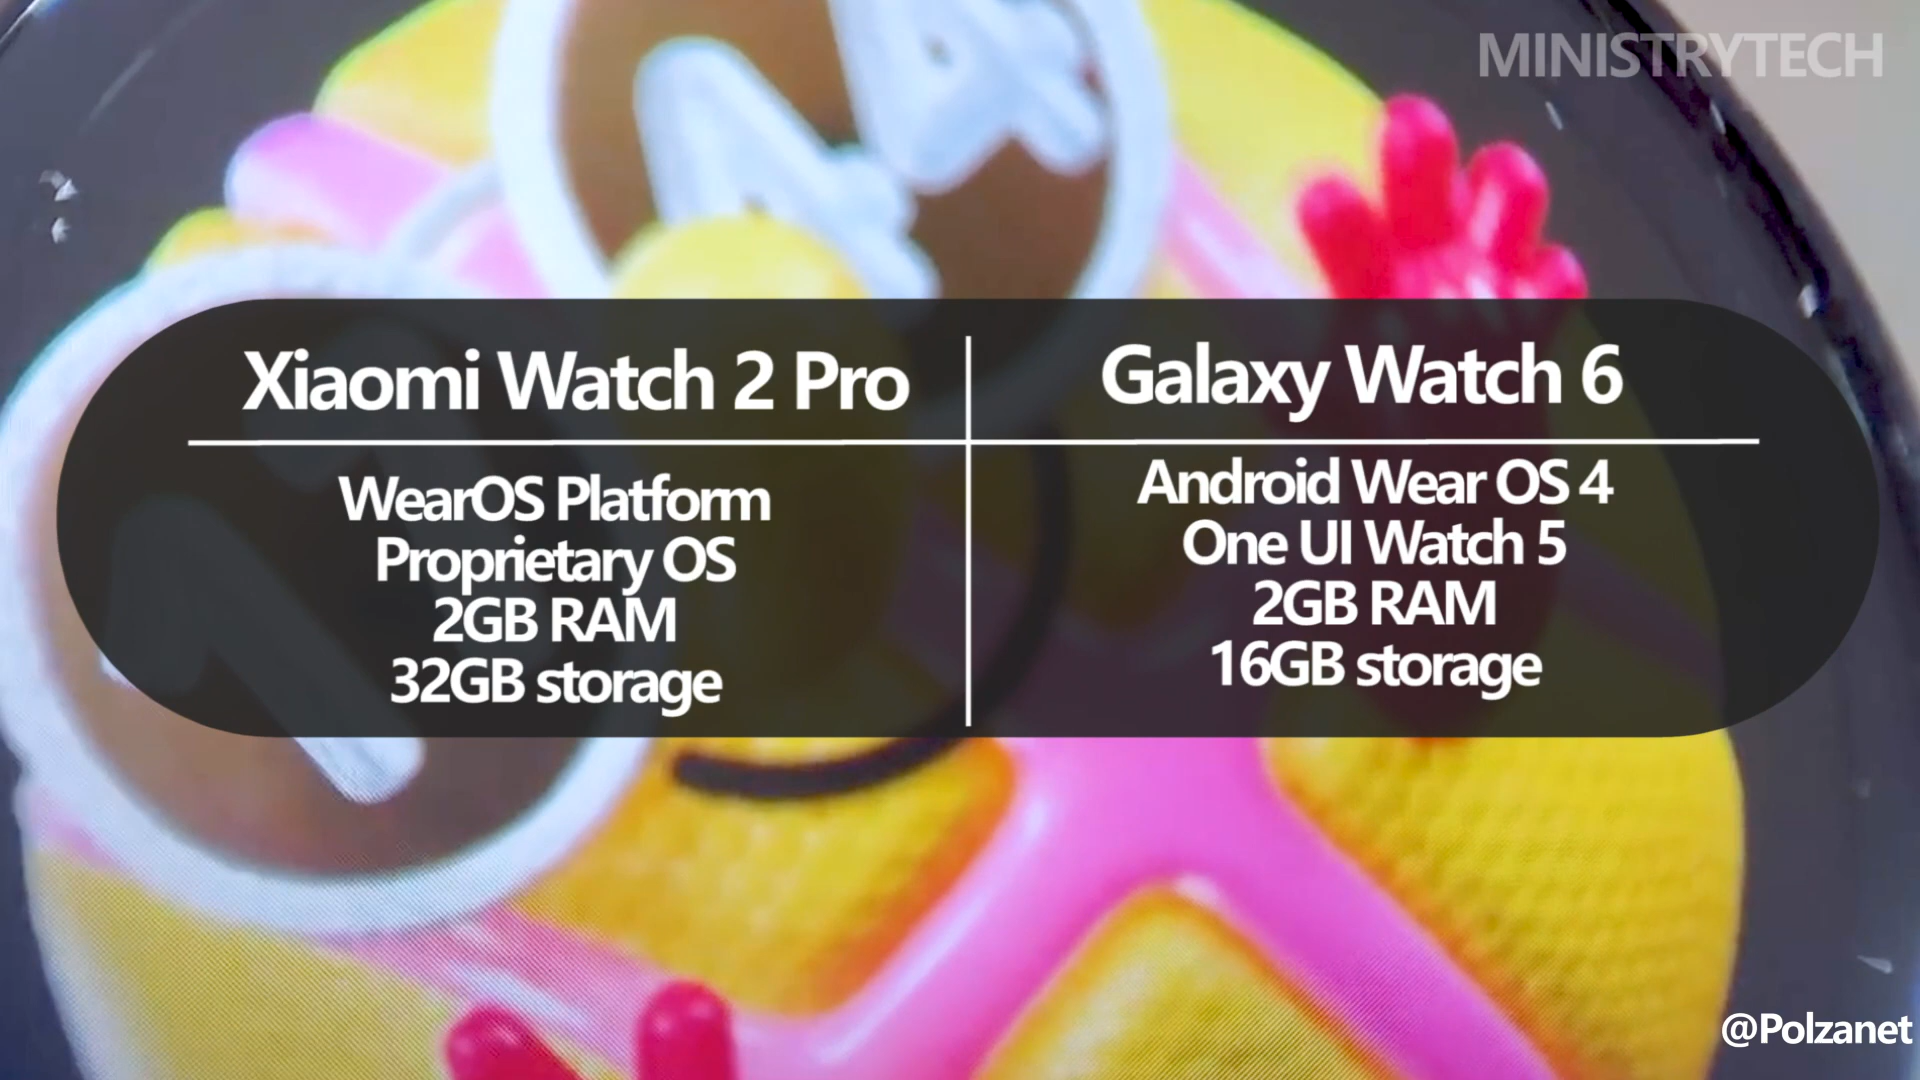 MINISTRYTECH
Xiaomi Watch 2 Pro
WearOS Platform
Proprietary OS
2GB RAM
32GB storage
Galaxy Watch 6
Android Wear OS 4
One UI Watch 5
2GB RAM
16GB storage
@Polzanet